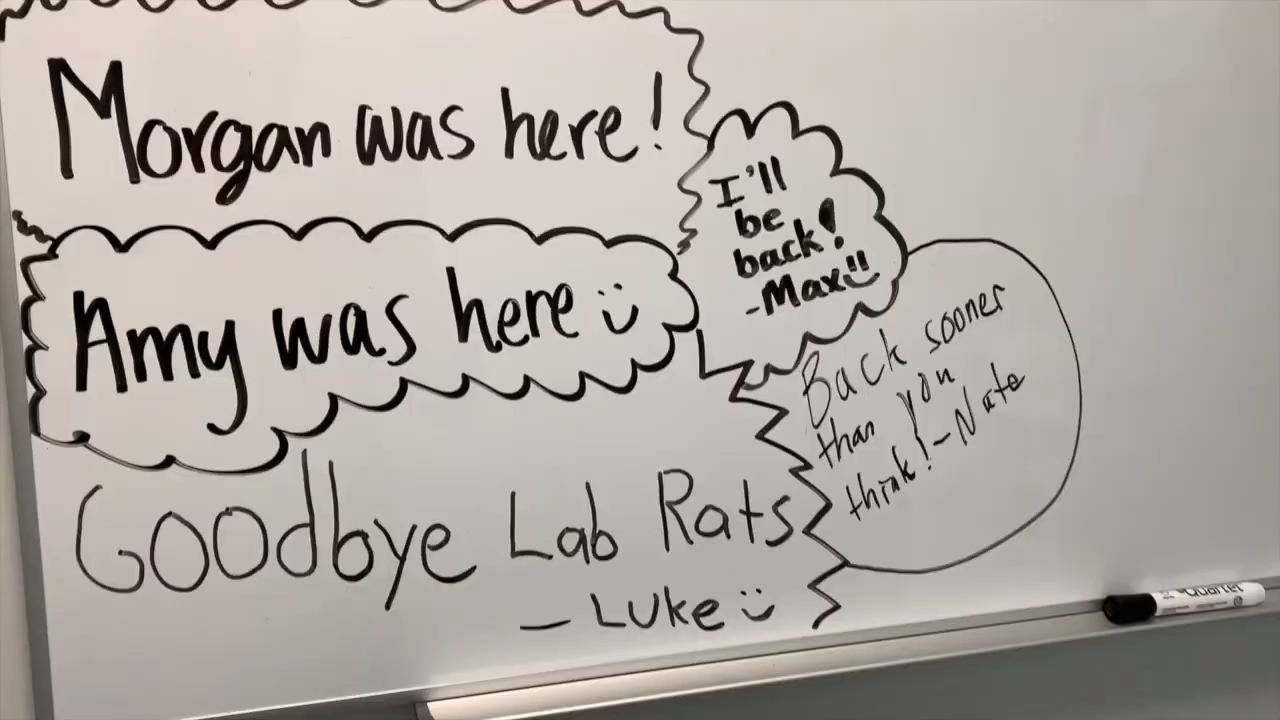 Morgan was here!
I'll
be
back!
-Max
Amy was here
Back sooner
than you
think! - Nate
Goodbye Lab Rats
- Luke
Quartet